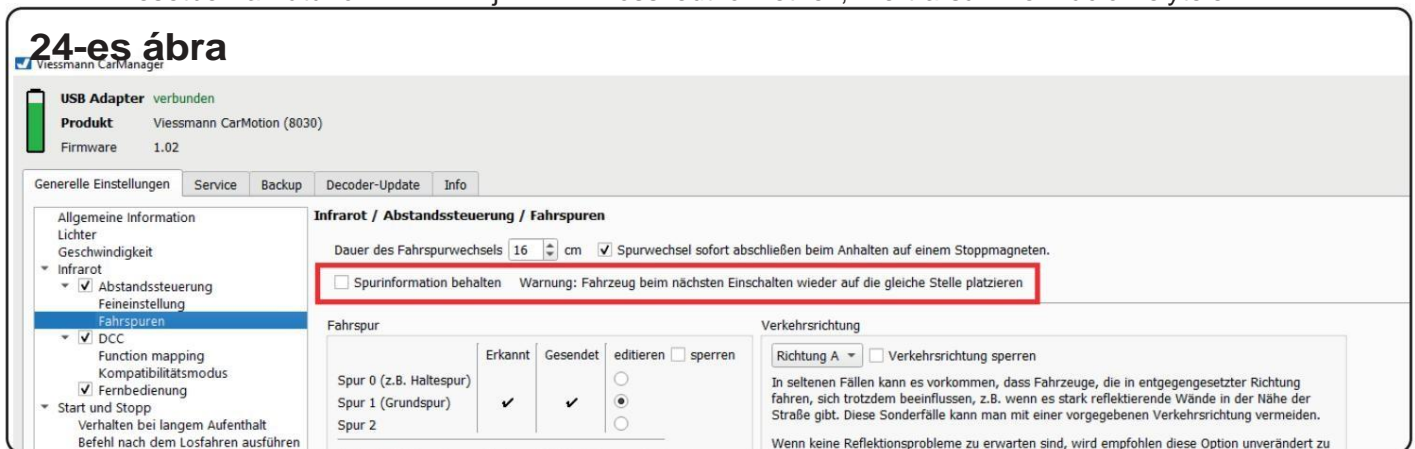 24-es ábra
Viessmann CarManager
USB Adapter verbunden
Produkt Viessmann CarMotion (8030)
Firmware 1.02
Generelle Einstellungen Service Backup Decoder-Update Info
Allgemeine Information
Lichter
Geschwindigkeit
Infrarot
Abstandssteuerung
Feineinstellung
Fahrspuren
DCC
Function mapping
Kompatibilitätsmodus
Fernbedienung
Start und Stopp
Verhalten bei langem Aufenthalt
Befehl nach dem Losfahren ausführen
Infrarot / Abstandssteuerung / Fahrspuren
Dauer des Fahrspurwechsels 16 cm Spurwechsel sofort abschließen beim Anhalten auf einem Stoppmagneten.
Spurinformation behalten Warnung: Fahrzeug beim nächsten Einschalten wieder auf die gleiche Stelle platzieren
Fahrspur
Erkannt Gesendet editieren sperren
Spur 0 (z.B. Haltespur)
Spur 1 (Grundspur)
Spur 2
Verkehrsrichtung
Richtung A Verkehrsrichtung sperren
In seltenen Fällen kann es vorkommen, dass Fahrzeuge, die in entgegengesetzter Richtung
fahren, sich trotzdem beeinflussen, z.B. wenn es stark reflektierende Wände in der Nähe der
Straße gibt. Diese Sonderfälle kann man mit einer vorgegebenen Verkehrsrichtung vermeiden.
Wenn keine Reflektionsprobleme zu erwarten sind, wird empfohlen diese Option unverändert zu